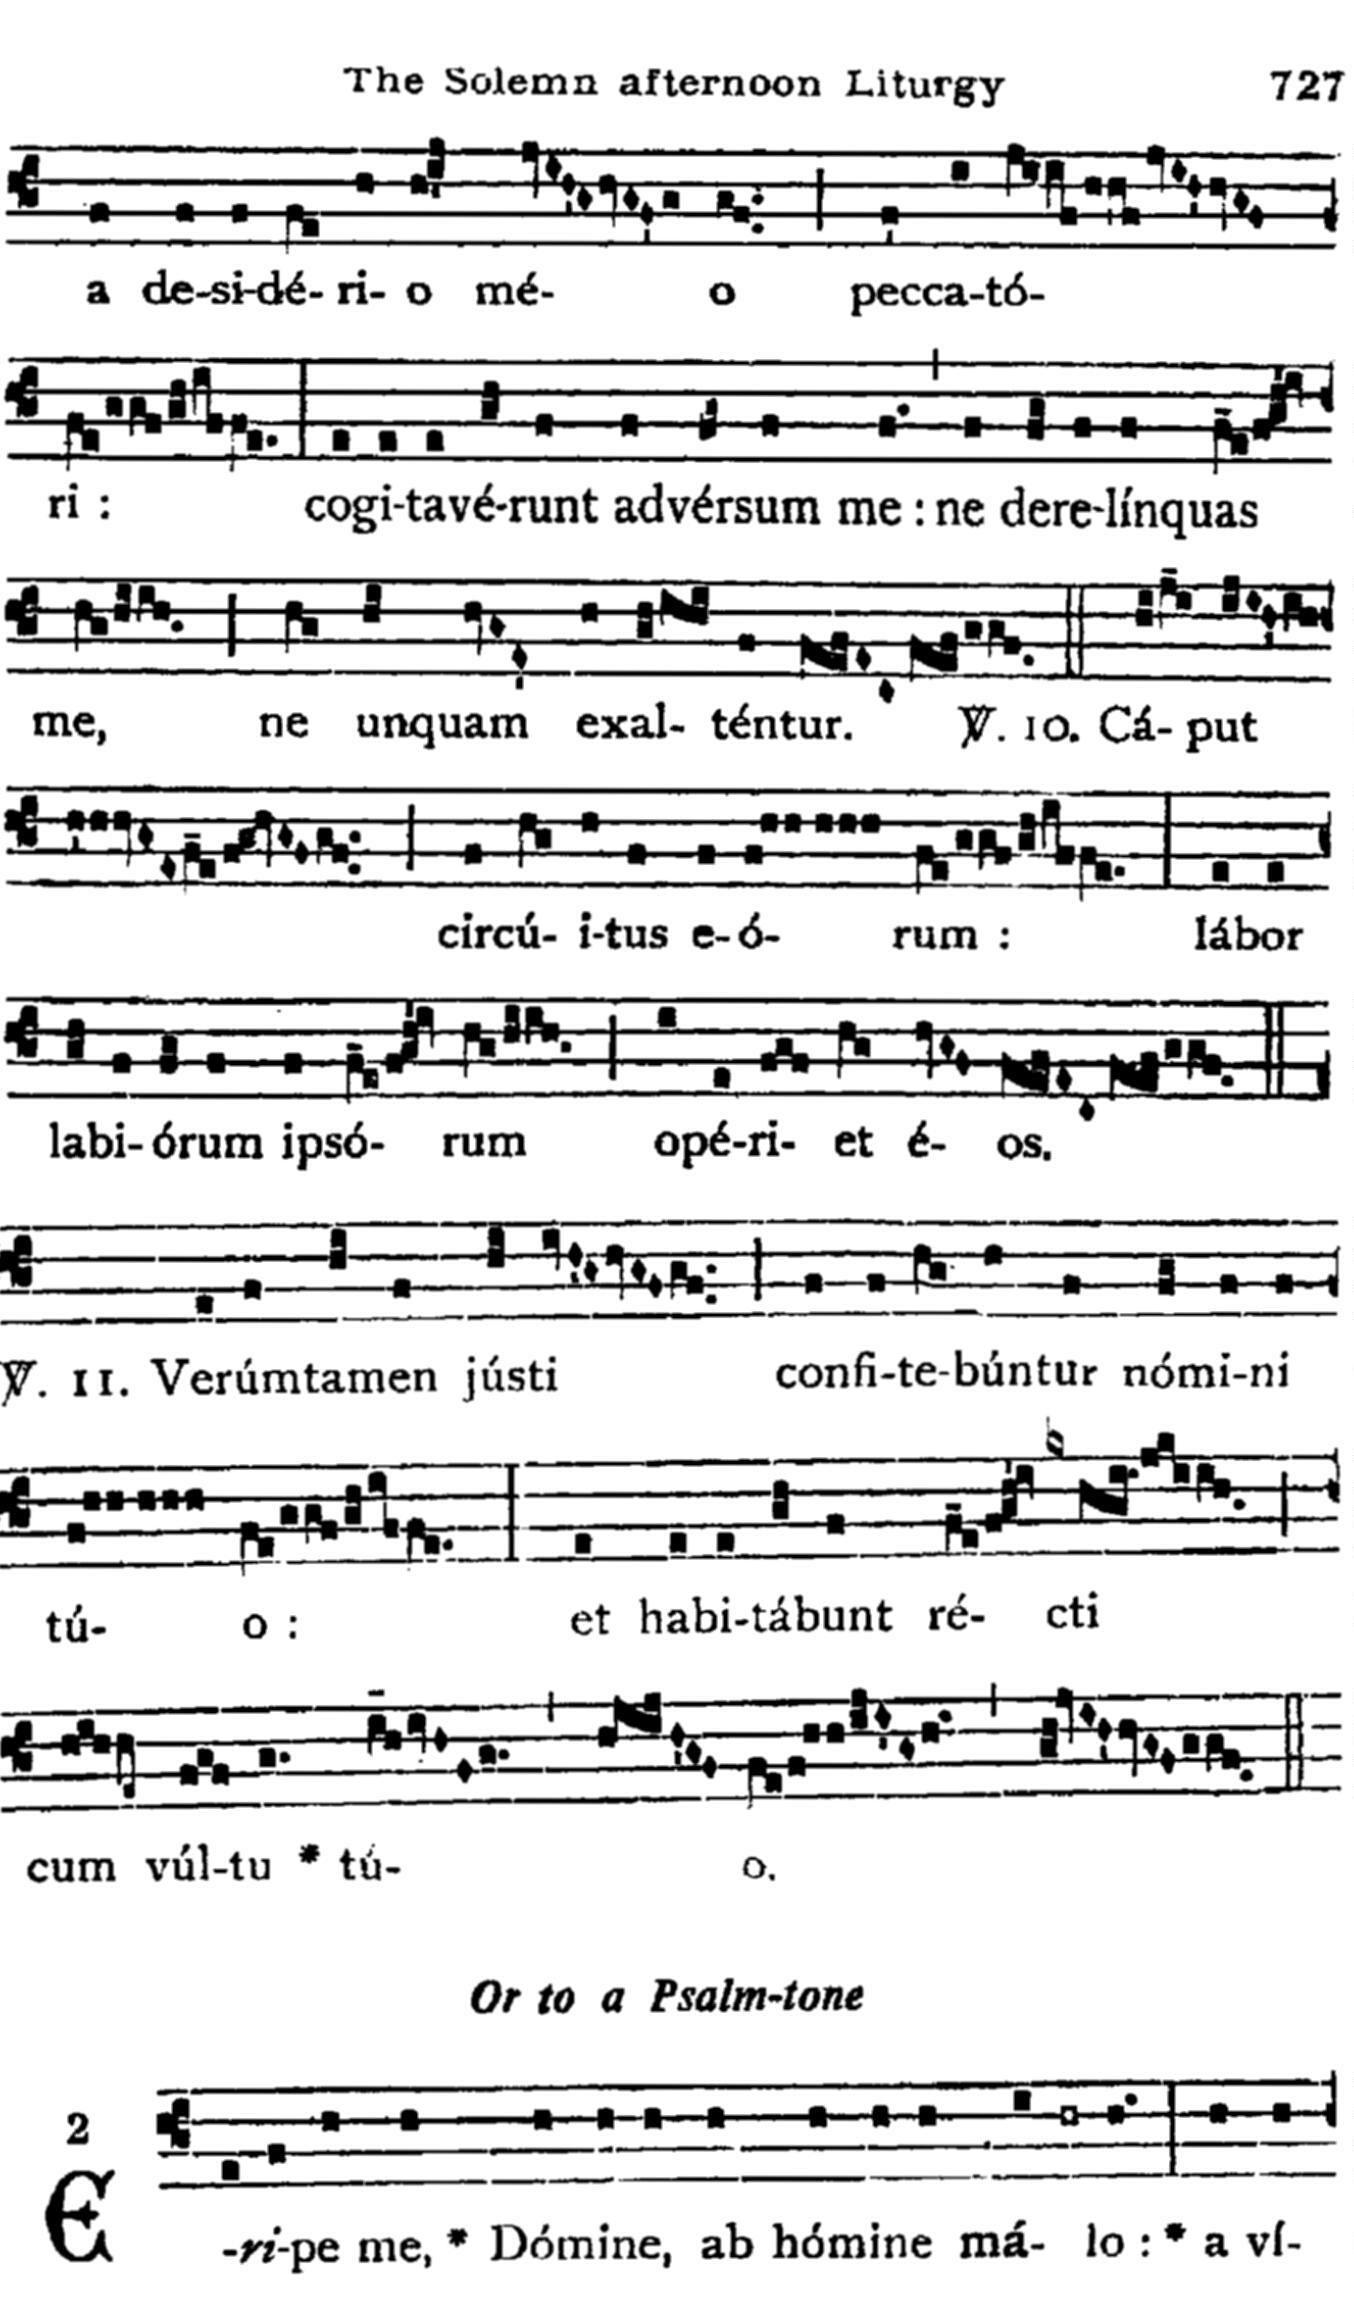 The Solemn afternoon Liturgy 727
a de-si-dé- ri- o mé- o pecca-tó-
ri : cogi-tavé-runt advérsum me : ne dere-línquas
me, ne unquam exal- téntur. ℣. 10. Cá- put
circú- i-tus e- ó- rum : lábor
labi- órum ipsó- rum opé-ri- et é- os.
℣. 11. Verúmtamen jústi confi-te-búntur nómi-ni
tú- o : et habi-tábunt ré- cti
cum vúl-tu * tú- o.
Or to a Psalm-tone
2
E -ri-pe me, * Dómine, ab hómine má- lo : * a ví-